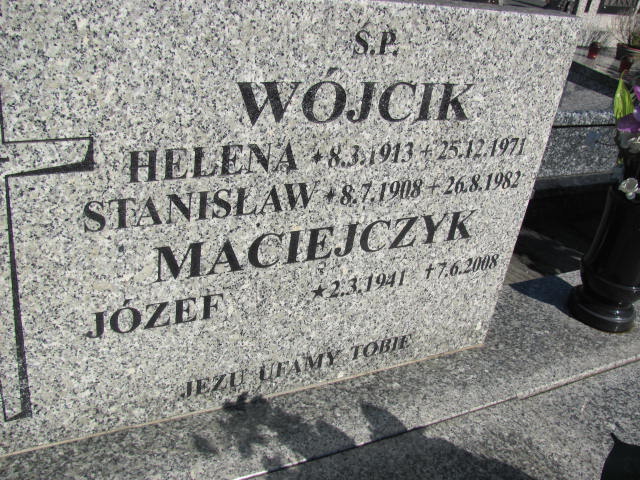 Ś.P.
WÓJCIK
HELENA *8.3.1913 +25.12.1971
STANISŁAW *8.7.1908 +26.8.1982
MACIEJCZYK
JÓZEF *2.3.1941 +7.6.2008
JEZU UFAMY TOBIE